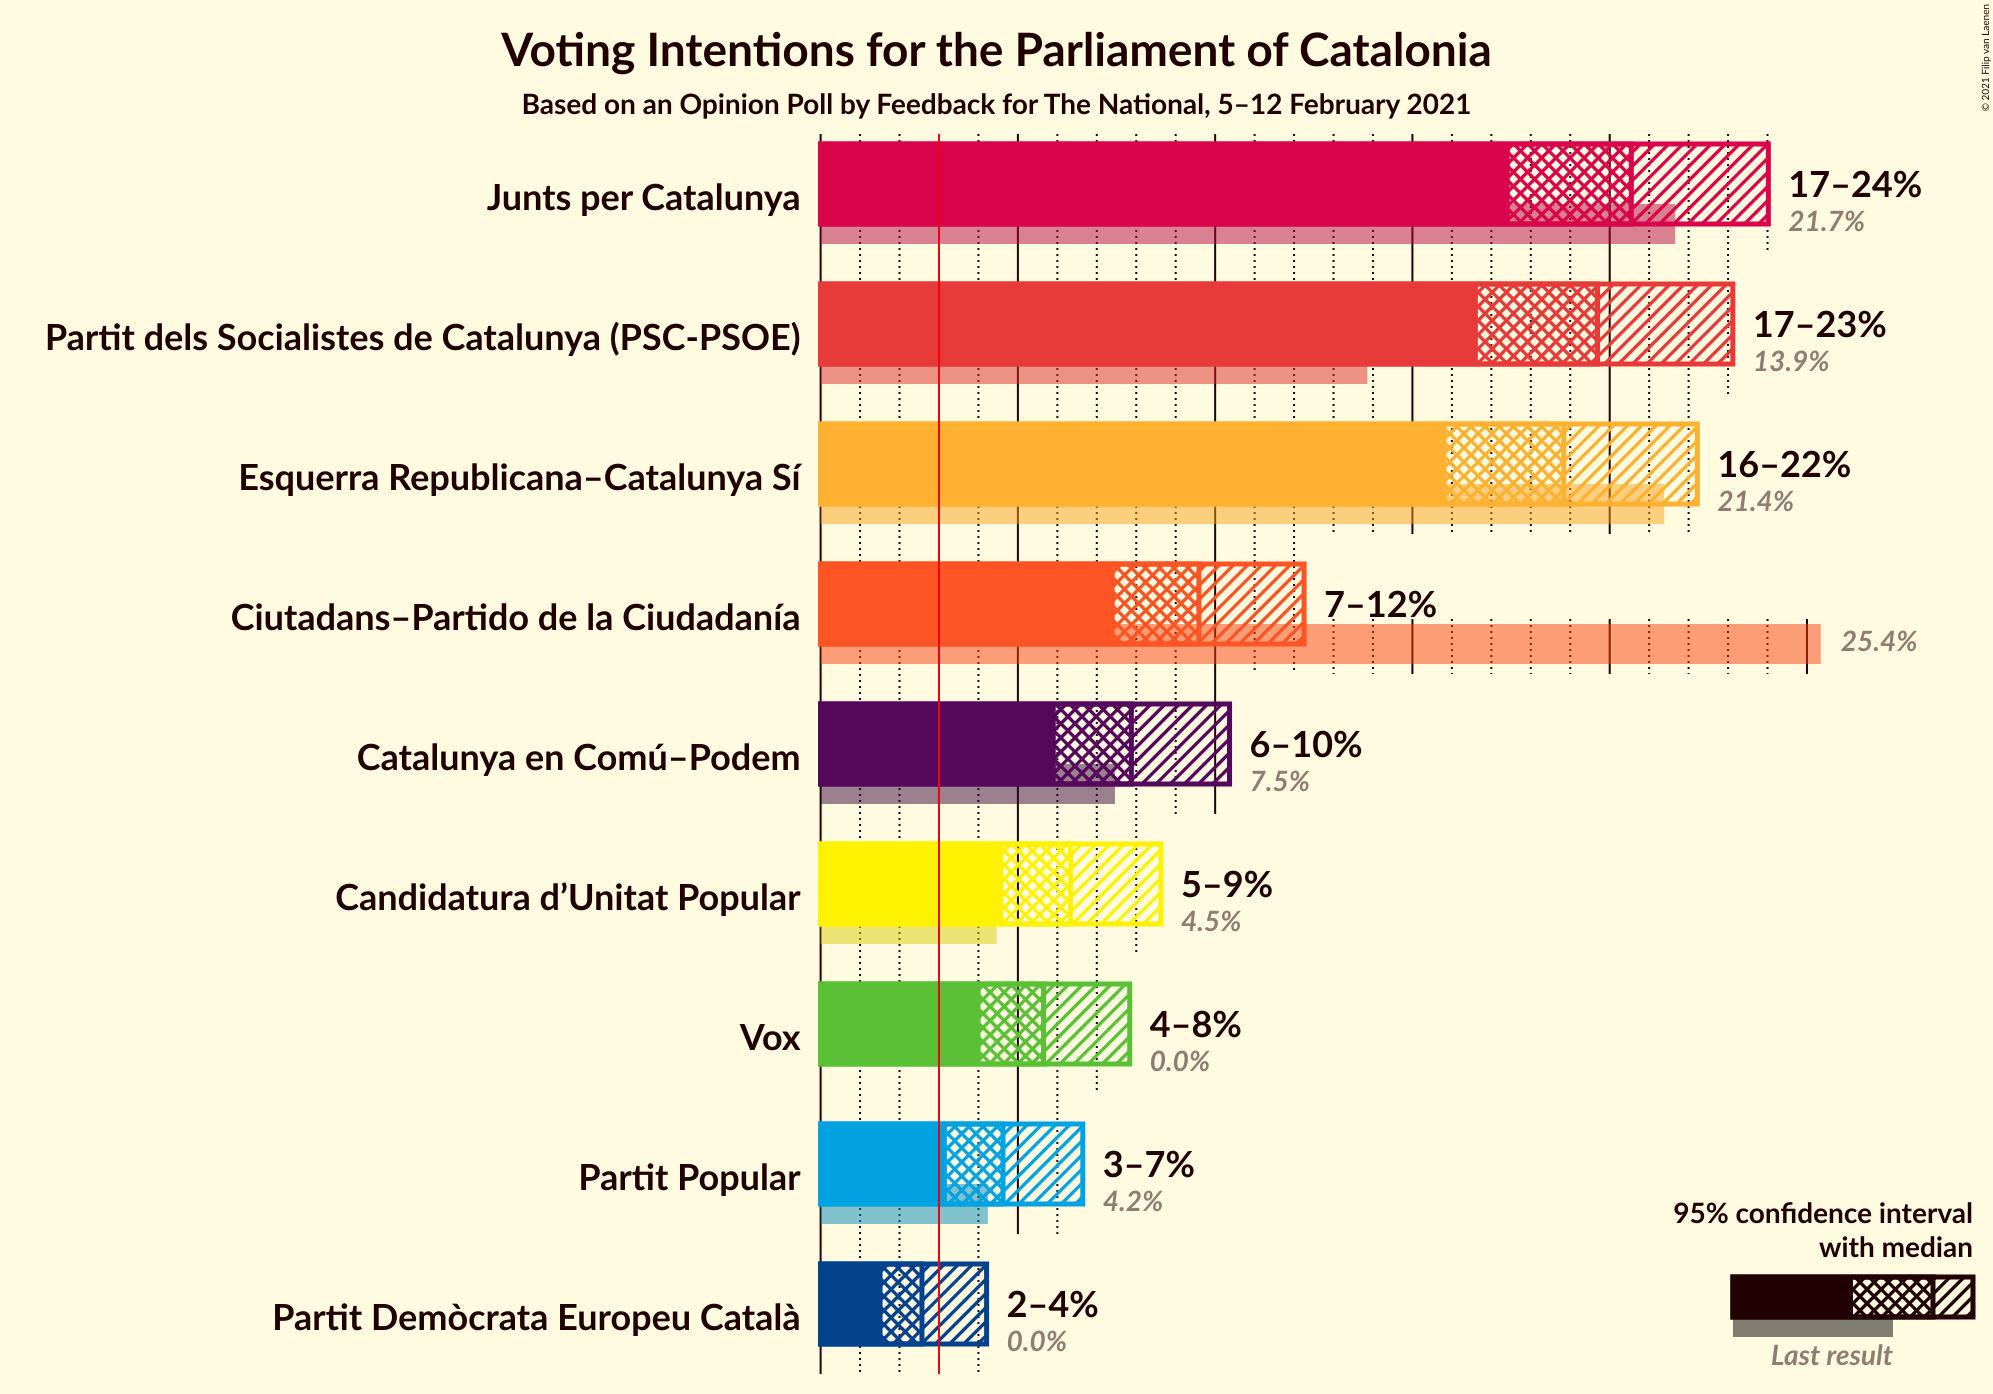 Voting Intentions for the Parliament of Catalonia
Based on an Opinion Poll by Feedback for The National, 5–12 February 2021
© 2021 Filip van Laenen
Junts per Catalunya
17–24%
21.7%
Partit dels Socialistes de Catalunya (PSC-PSOE)
17–23%
13.9%
Esquerra Republicana–Catalunya Sí
16–22%
21.4%
Ciutadans–Partido de la Ciudadanía
7–12%
25.4%
Catalunya en Comú–Podem
6–10%
7.5%
Candidatura d’Unitat Popular
5–9%
4.5%
Vox
4–8%
0.0%
Partit Popular
3–7%
4.2%
Partit Demòcrata Europeu Català
2–4%
0.0%
95% confidence interval
with median
Last result